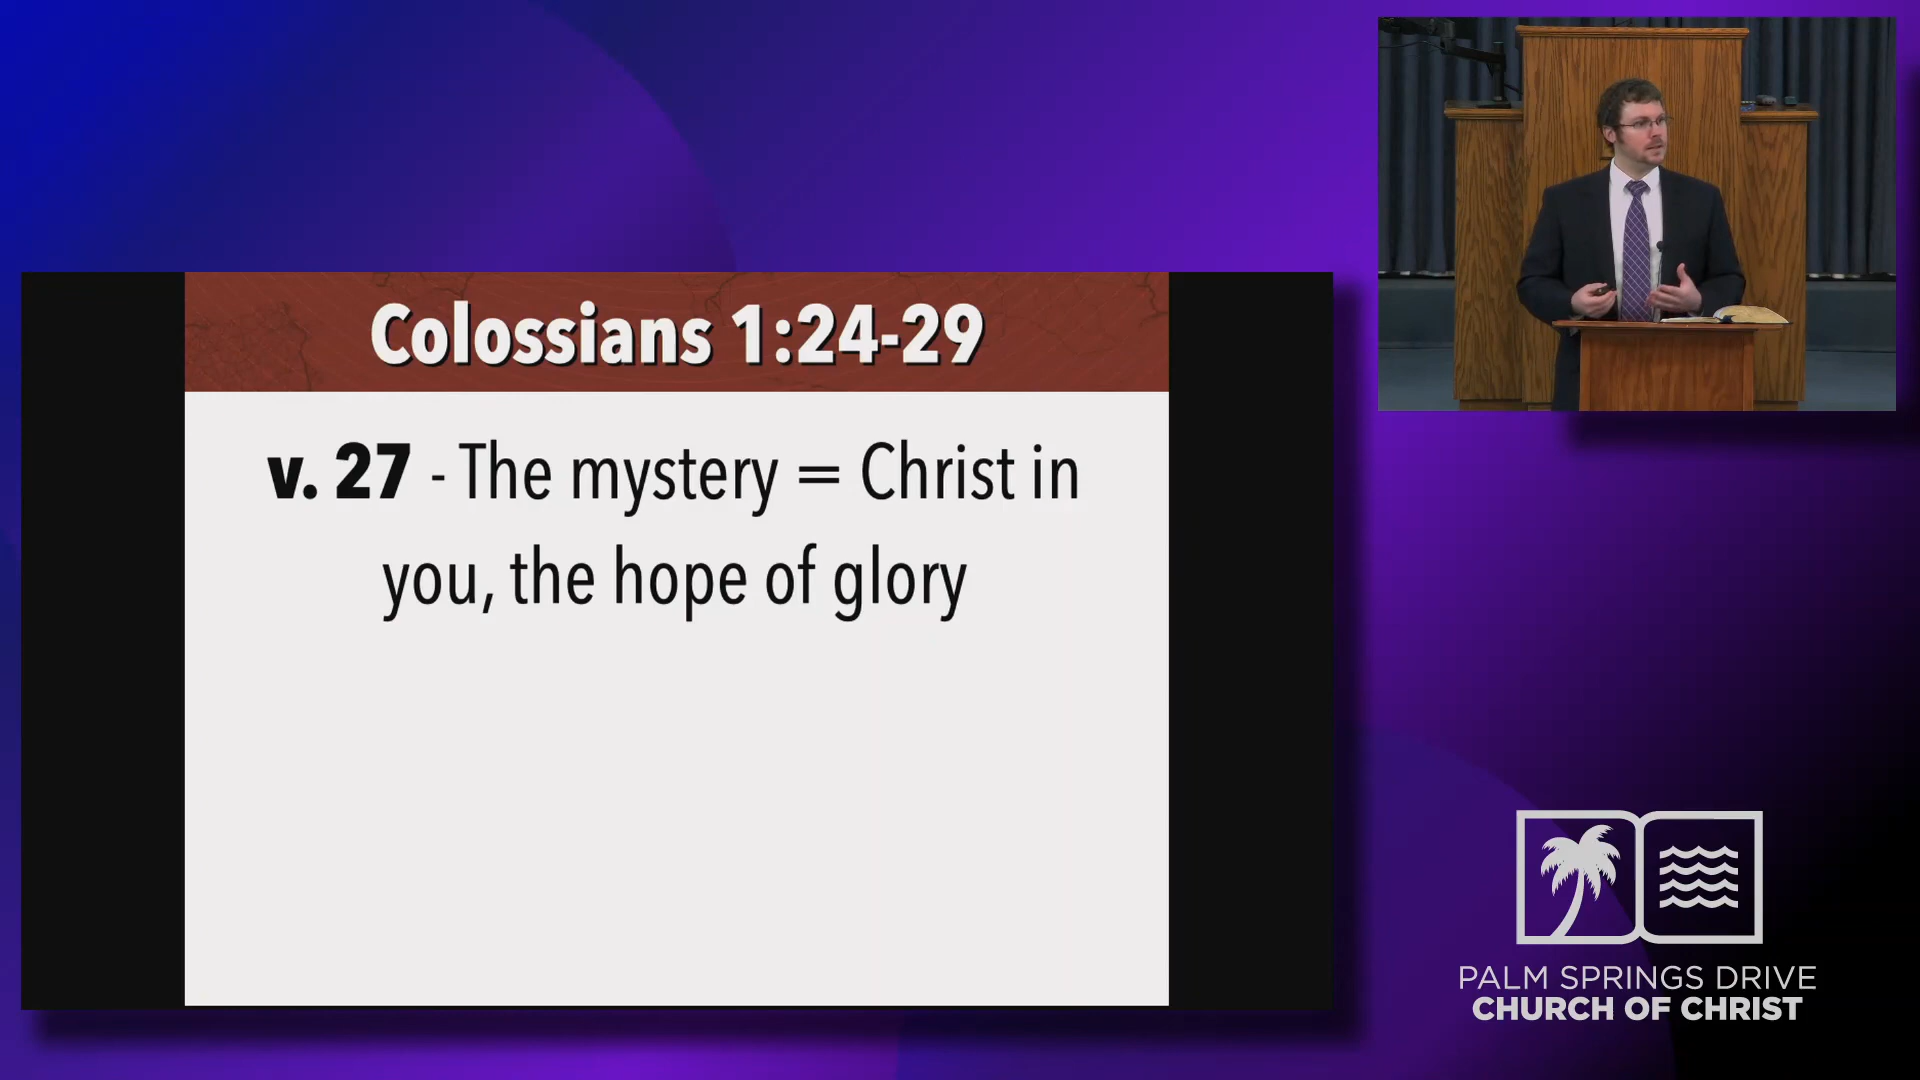 Colossians 1:24-29
v. 27 - The mystery = Christ in
you, the hope of glory
PALM SPRINGS DRIVE
CHURCH OF CHRIST